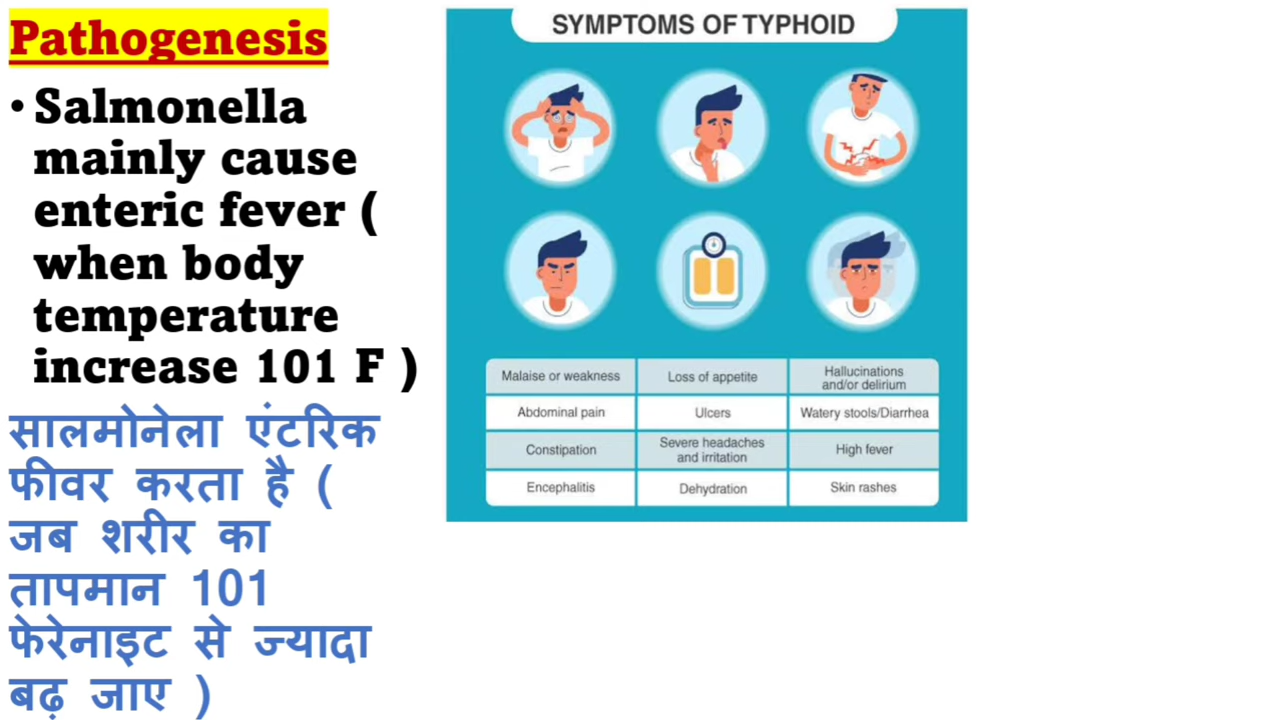 Pathogenesis
• Salmonella
mainly cause
enteric fever (
when body
temperature
increase 101 F )
सालमोनेला एंटरिक
फीवर करता है (
जब शरीर का
तापमान 101
फेरेनाइट से ज्यादा
बढ़ जाए )
SYMPTOMS OF TYPHOID
Malaise or weakness
Loss of appetite
Hallucinations
and/or delirium
Abdominal pain
Ulcers
Watery stools/Diarrhea
Constipation
Severe headaches
and irritation
High fever
Encephalitis
Dehydration
Skin rashes